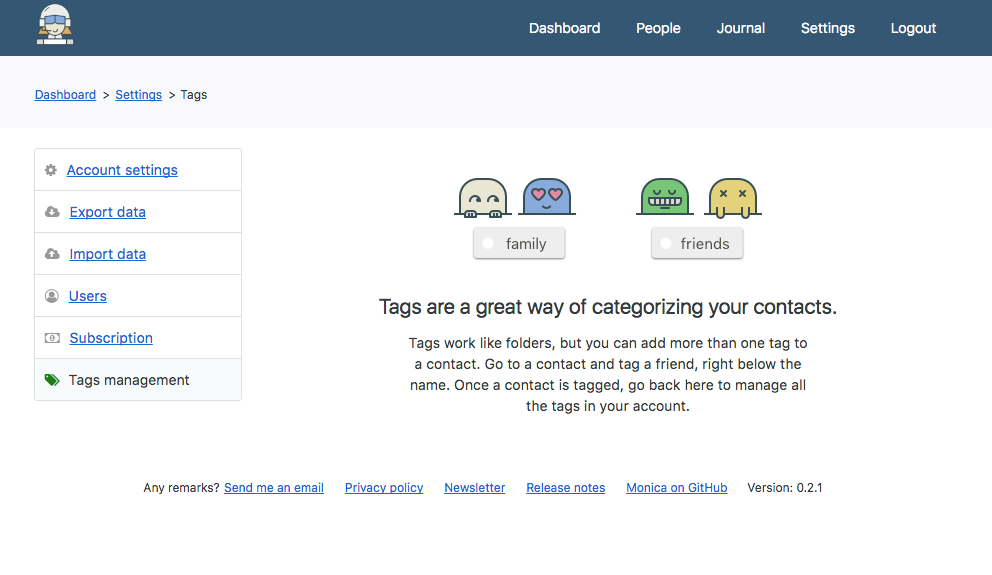 Dashboard People Journal Settings Logout
Dashboard > Settings > Tags
Account settings
Export data
Import data
Users
Subscription
Tags management
family friends
Tags are a great way of categorizing your contacts.
Tags work like folders, but you can add more than one tag to
a contact. Go to a contact and tag a friend, right below the
name. Once a contact is tagged, go back here to manage all
the tags in your account.
Any remarks? Send me an email Privacy policy Newsletter Release notes Monica on GitHub Version: 0.2.1